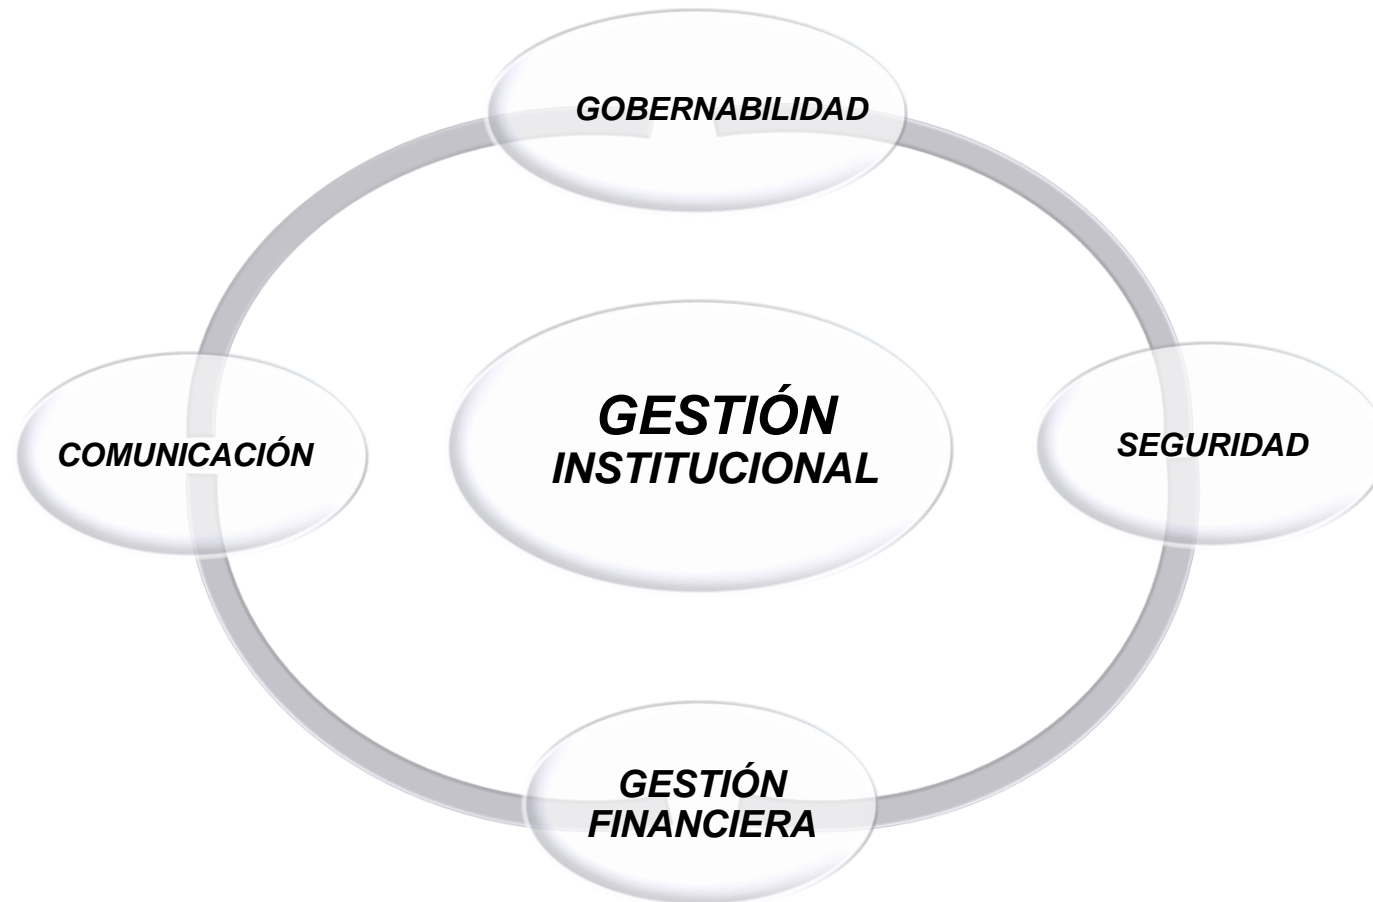 GOBERNABILIDAD
GESTIÓN
INSTITUCIONAL
COMUNICACIÓN
SEGURIDAD
GESTIÓN
FINANCIERA